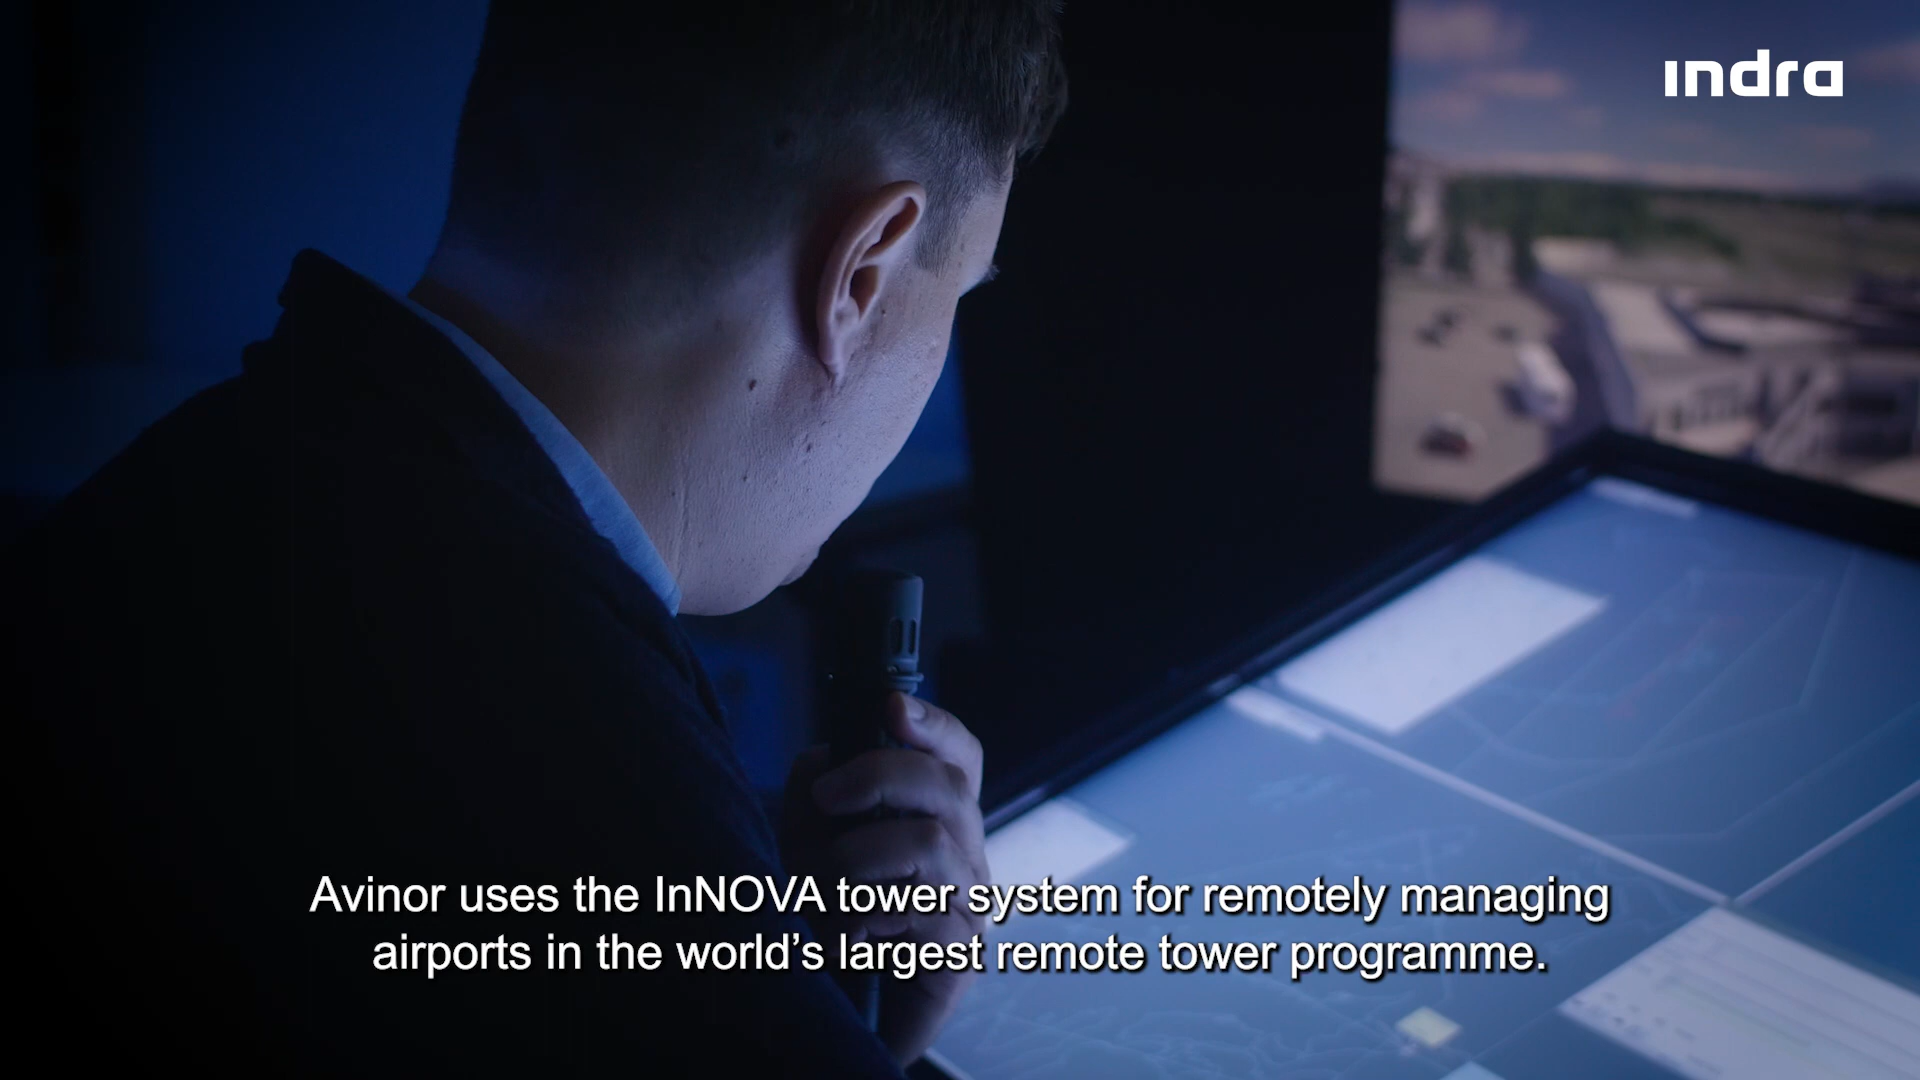 indra
Avinor uses the InNOVA tower system for remotely managing
airports in the world’s largest remote tower programme.